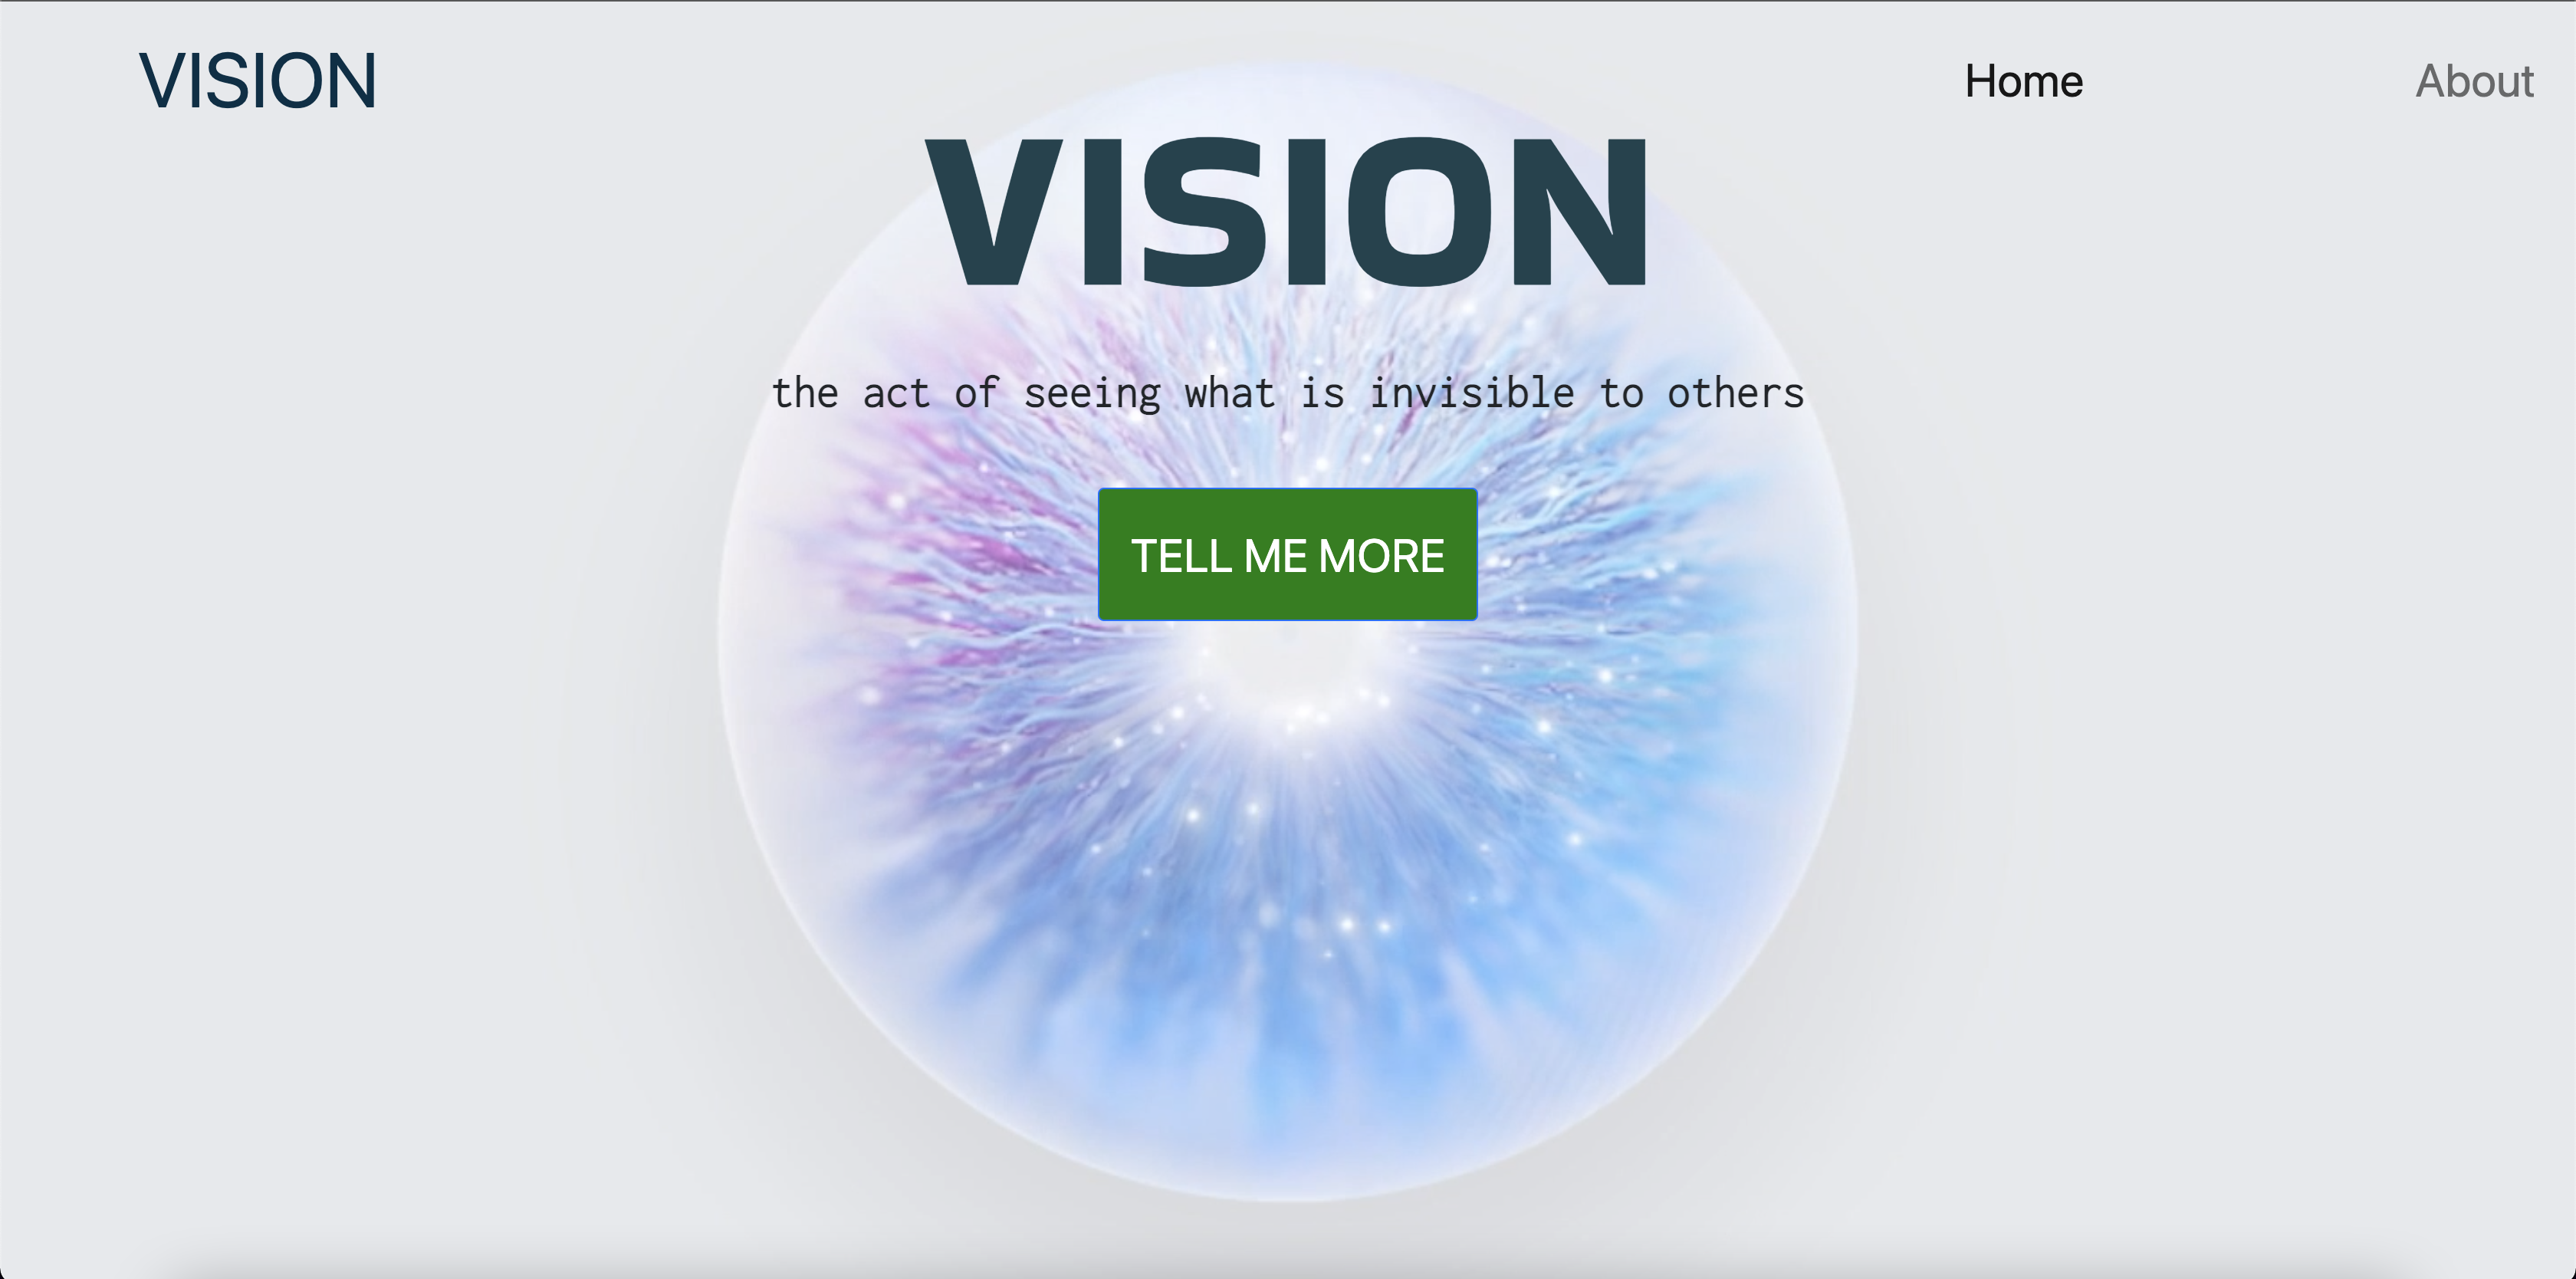 VISION
Home
About
VISION
the act of seeing what is invisible to others
TELL ME MORE